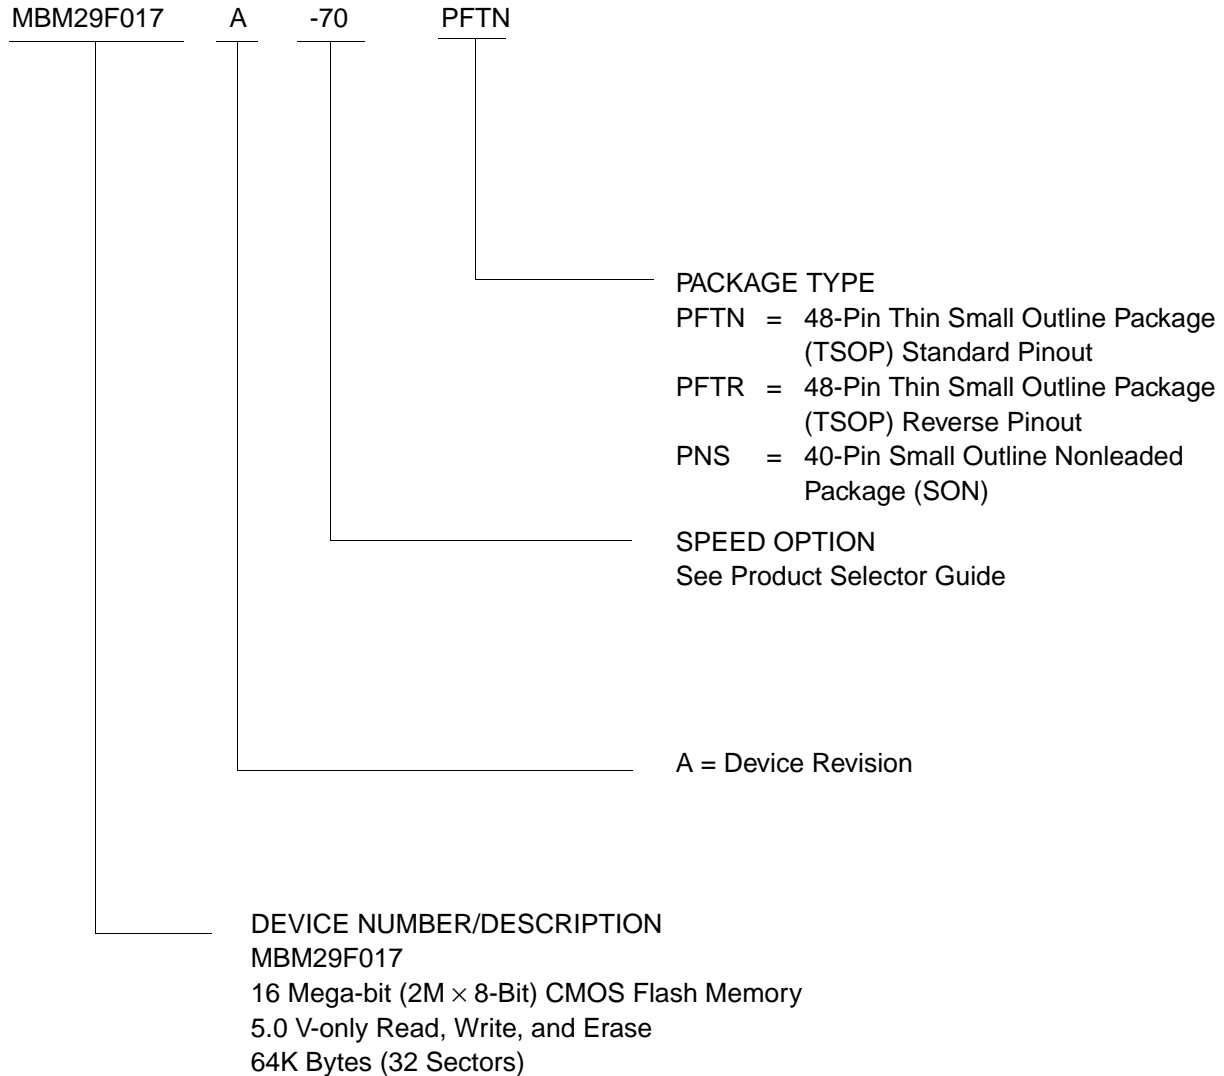 MBM29F017 A -70 PFTN
PACKAGE TYPE
PFTN = 48-Pin Thin Small Outline Package
(TSOP) Standard Pinout
PFTR = 48-Pin Thin Small Outline Package
(TSOP) Reverse Pinout
PNS = 40-Pin Small Outline Nonleaded
Package (SON)
SPEED OPTION
See Product Selector Guide
A = Device Revision
DEVICE NUMBER/DESCRIPTION
MBM29F017
16 Mega-bit (2M × 8-Bit) CMOS Flash Memory
5.0 V-only Read, Write, and Erase
64K Bytes (32 Sectors)